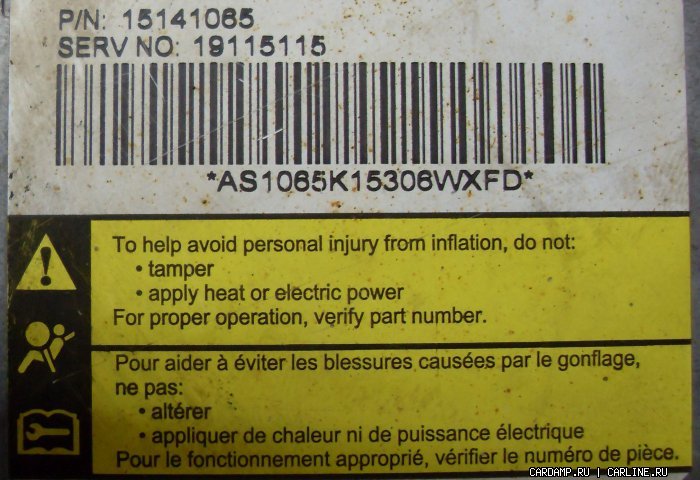 P/N: 15141065
SERV NO: 19115115
*AS1065K15306WXFD*
To help avoid personal injury from inflation, do not:
• tamper
• apply heat or electric power
For proper operation, verify part number.
Pour aider à éviter les blessures causées par le gonflage,
ne pas:
• altérer
• appliquer de chaleur ni de puissance électrique
Pour le fonctionnement approprié, vérifier le numéro de pièce.
CARDAMP.RU | CARLINE.RU